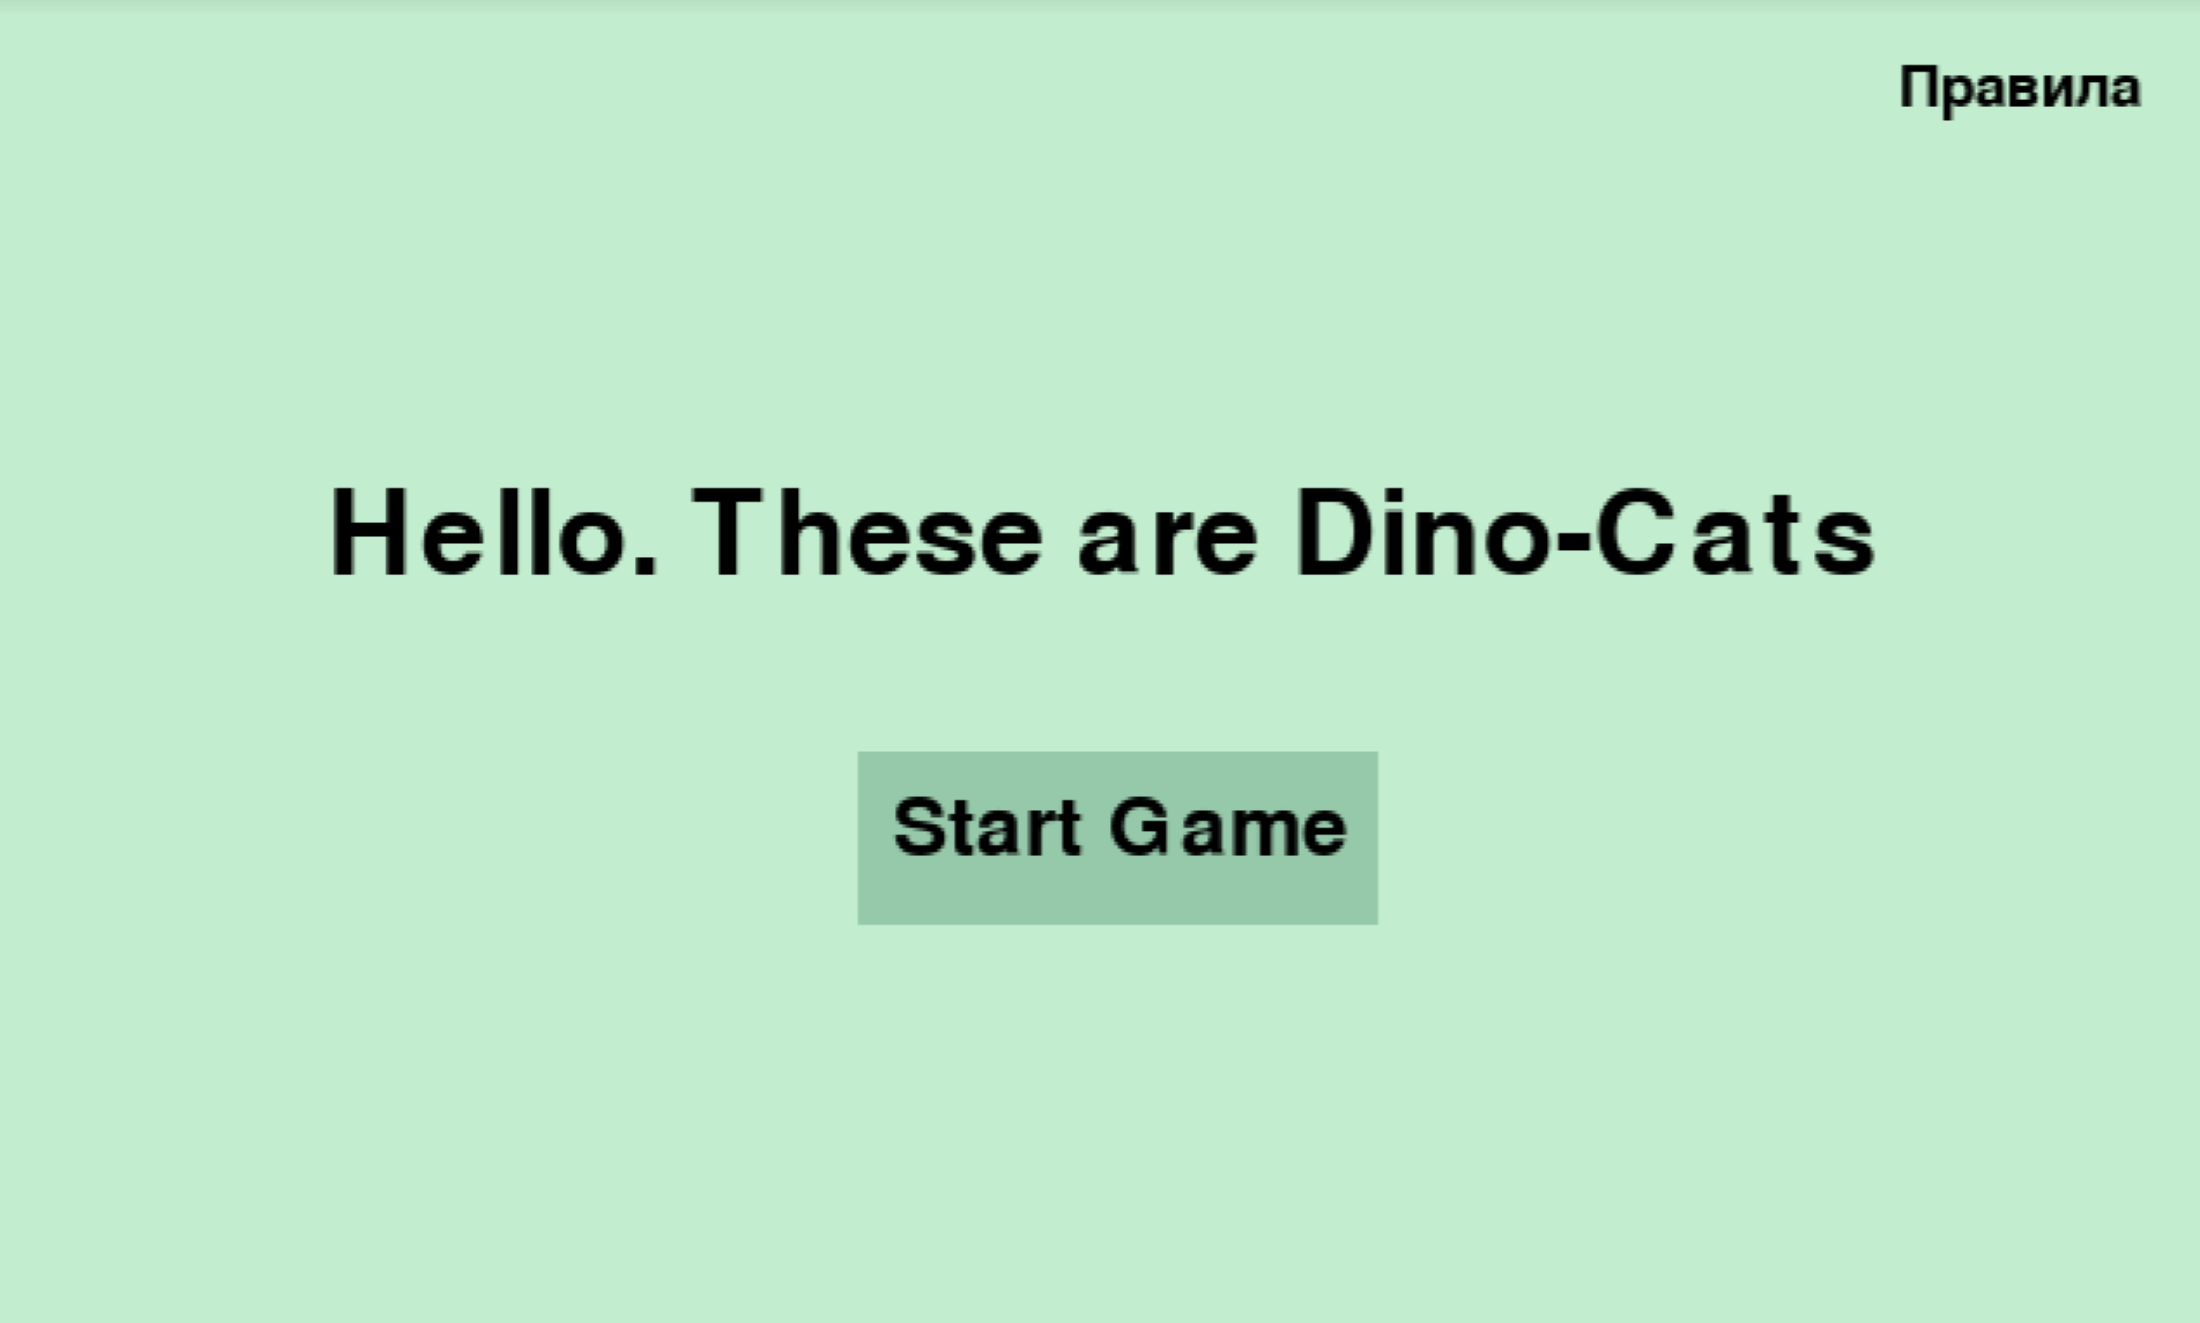 Правила
Hello. These are Dino-Cats
Start Game